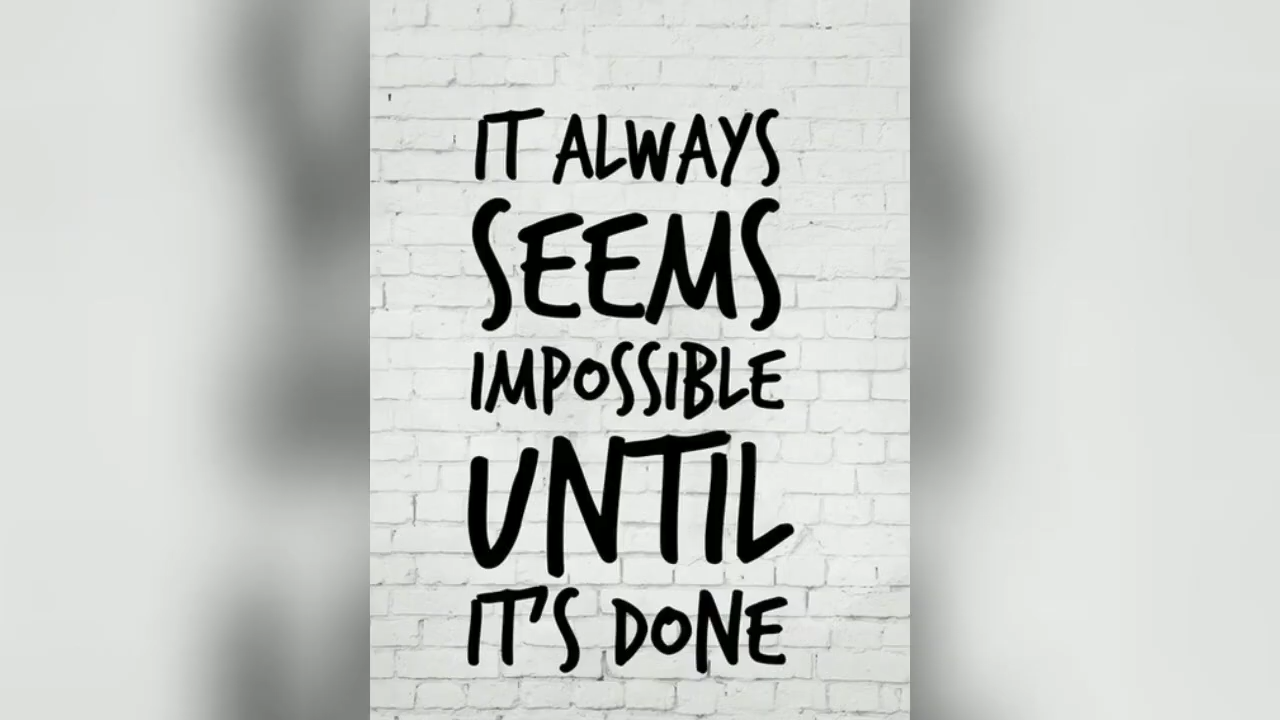 IT ALWAYS
SEEMS
IMPOSSIBLE
UNTIL
IT'S DONE